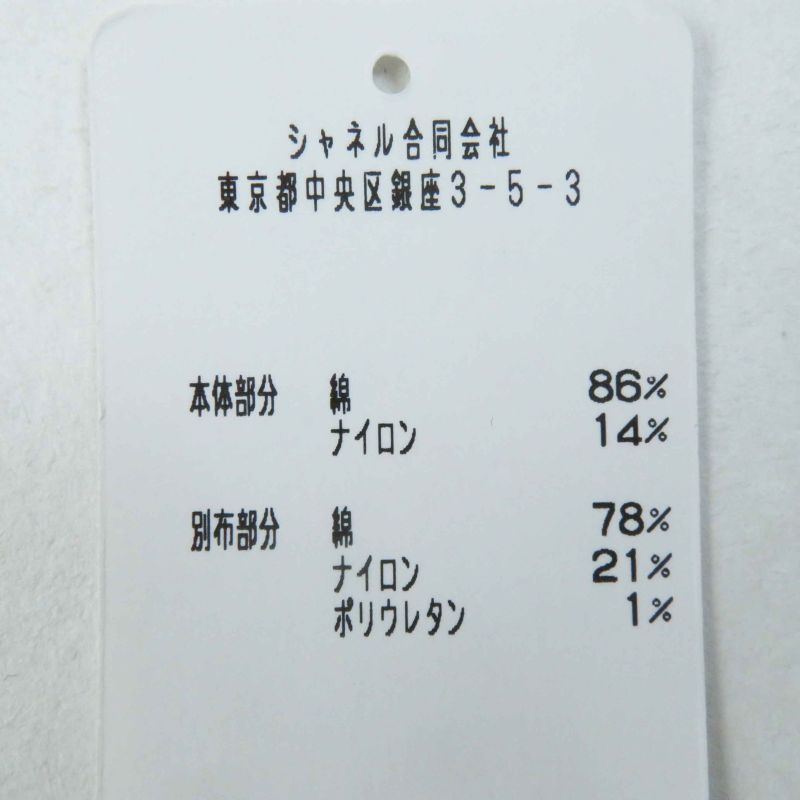 シャネル合同会社
東京都中央区銀座3-5-3
本体部分 綿 86%
ナイロン 14%
別布部分 綿 78%
ナイロン 21%
ポリウレタン 1%